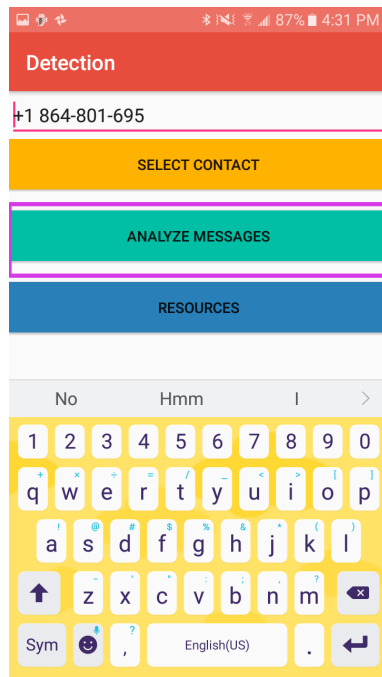 87% 4:31 PM
Detection
+1 864-801-695
SELECT CONTACT
ANALYZE MESSAGES
RESOURCES
No Hmm I
1 2 3 4 5 6 7 8 9 0
+ × ÷ = / _ < > [ ]
q w e r t y u i o p
! @ # $ % & * ( )
a s d f g h j k l
- ' " : ; , ?
z x c v b n m
?
Sym , English(US) .